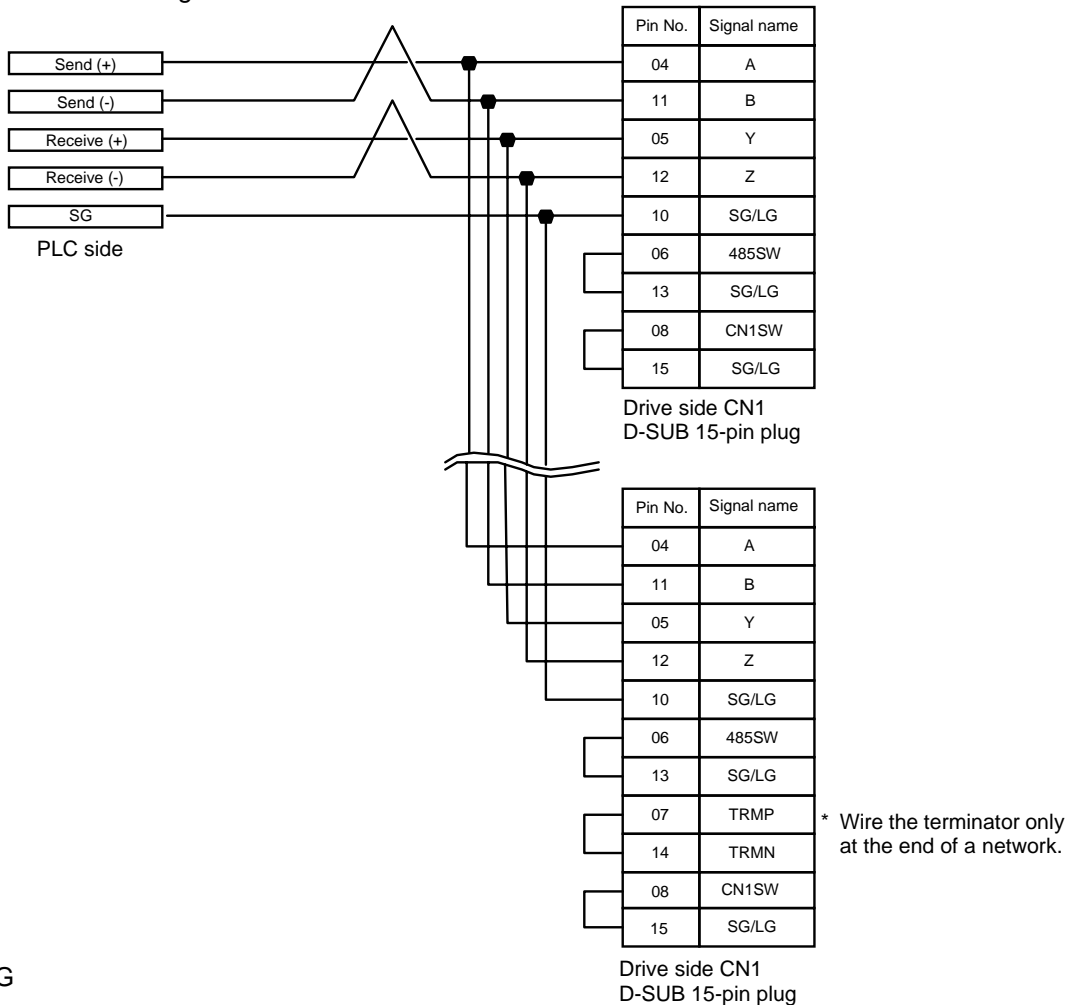 g
Pin No. Signal name
Send (+) 04 A
Send (-) 11 B
Receive (+) 05 Y
Receive (-) 12 Z
SG 10 SG/LG
PLC side 06 485SW
13 SG/LG
08 CN1SW
15 SG/LG
Drive side CN1
D-SUB 15-pin plug
Pin No. Signal name
04 A
11 B
05 Y
12 Z
10 SG/LG
06 485SW
13 SG/LG
07 TRMP * Wire the terminator only
14 TRMN at the end of a network.
08 CN1SW
15 SG/LG
Drive side CN1
D-SUB 15-pin plug
G